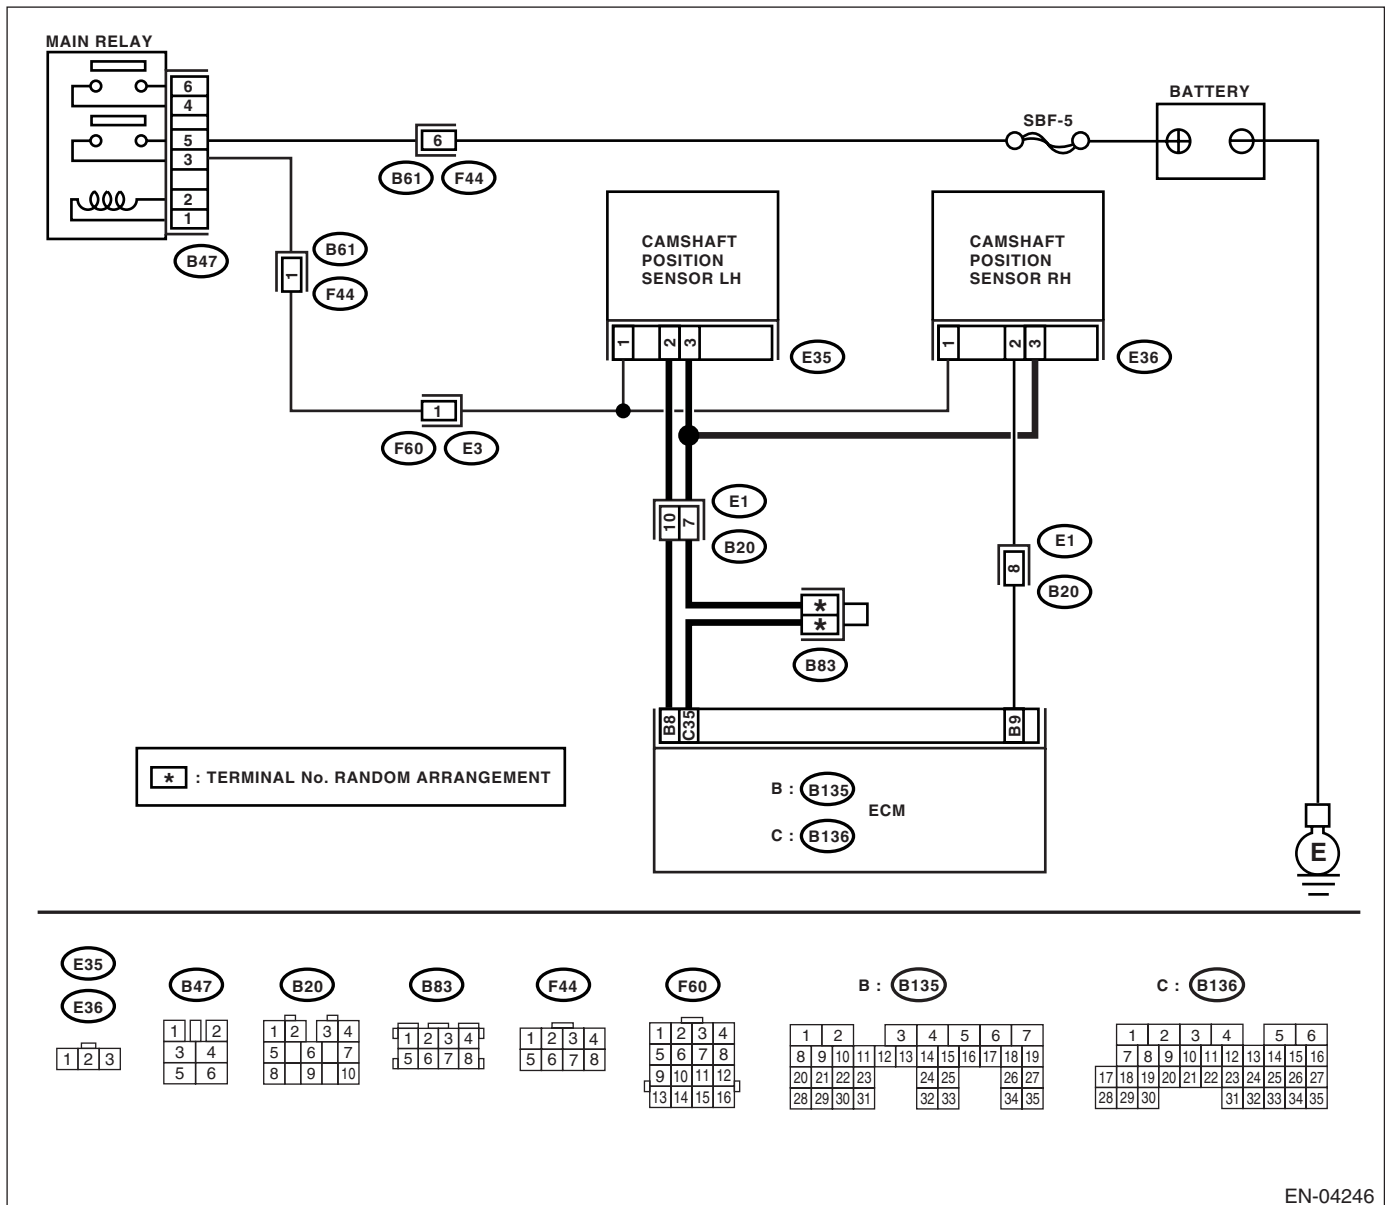 MAIN RELAY
6
4
5
3
2
1
B47
6
B61 F44
SBF-5
BATTERY
1
B61
F44
CAMSHAFT
POSITION
SENSOR LH
1 2 3
E35
CAMSHAFT
POSITION
SENSOR RH
1 2 3
E36
1
F60 E3
10 7
E1
B20
8
E1
B20
*
*
B83
B8 C35 B9
B : B135
ECM
C : B136
* : TERMINAL No. RANDOM ARRANGEMENT
E
E35
E36
1 2 3
B47
1 2
3 4
5 6
B20
1 2 3 4
5 6 7
8 9 10
B83
1 2 3 4
5 6 7 8
F44
1 2 3 4
5 6 7 8
F60
1 2 3 4
5 6 7 8
9 10 11 12
13 14 15 16
B : B135
1 2 3 4 5 6 7
8 9 10 11 12 13 14 15 16 17 18 19
20 21 22 23 24 25 26 27
28 29 30 31 32 33 34 35
C : B136
1 2 3 4 5 6
7 8 9 10 11 12 13 14 15 16
17 18 19 20 21 22 23 24 25 26 27
28 29 30 31 32 33 34 35
EN-04246